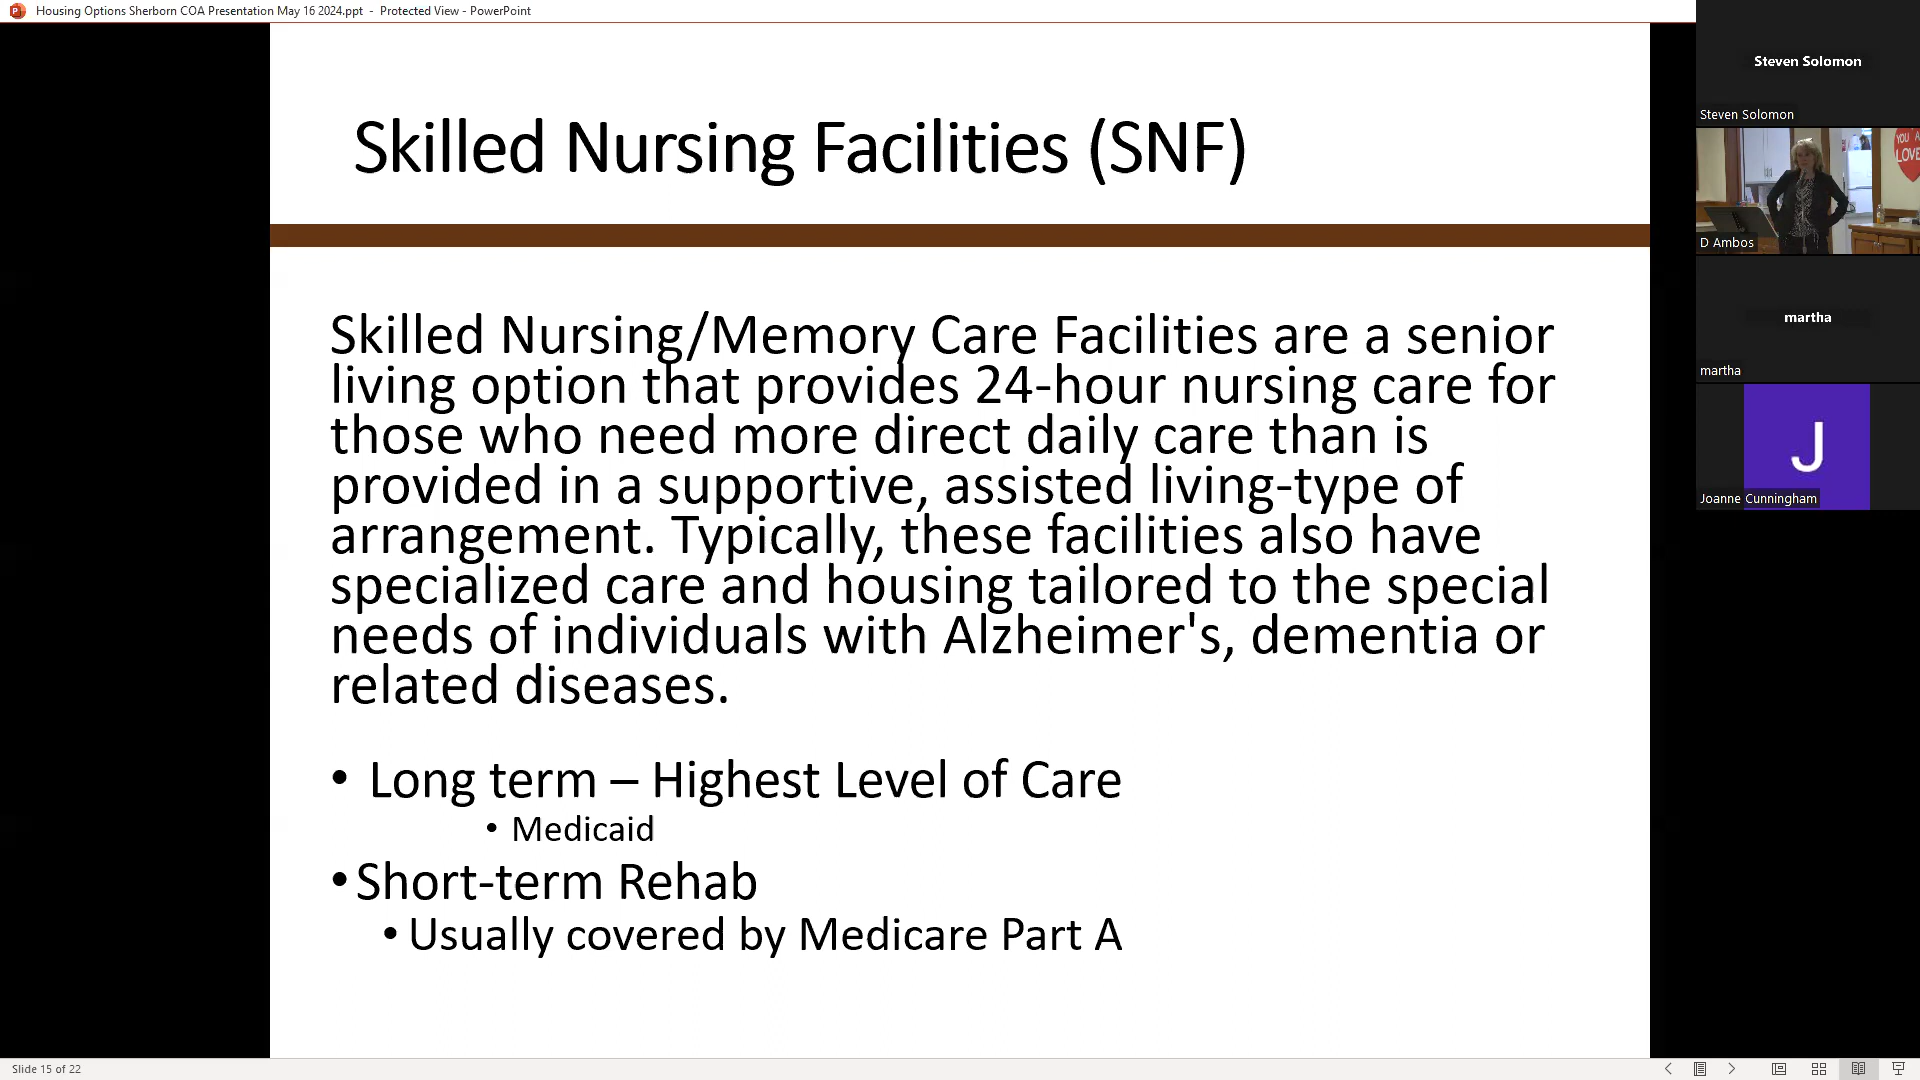 Housing Options Sherborn COA Presentation May 16 2024.ppt - Protected View - PowerPoint
Skilled Nursing Facilities (SNF)
Skilled Nursing/Memory Care Facilities are a senior
living option that provides 24-hour nursing care for
those who need more direct daily care than is
provided in a supportive, assisted living-type of
arrangement. Typically, these facilities also have
specialized care and housing tailored to the special
needs of individuals with Alzheimer's, dementia or
related diseases.
• Long term – Highest Level of Care
• Medicaid
• Short-term Rehab
• Usually covered by Medicare Part A
Steven Solomon
Steven Solomon
YOU A
LOVE
D Ambos
martha
martha
J
Joanne Cunningham
Slide 15 of 22